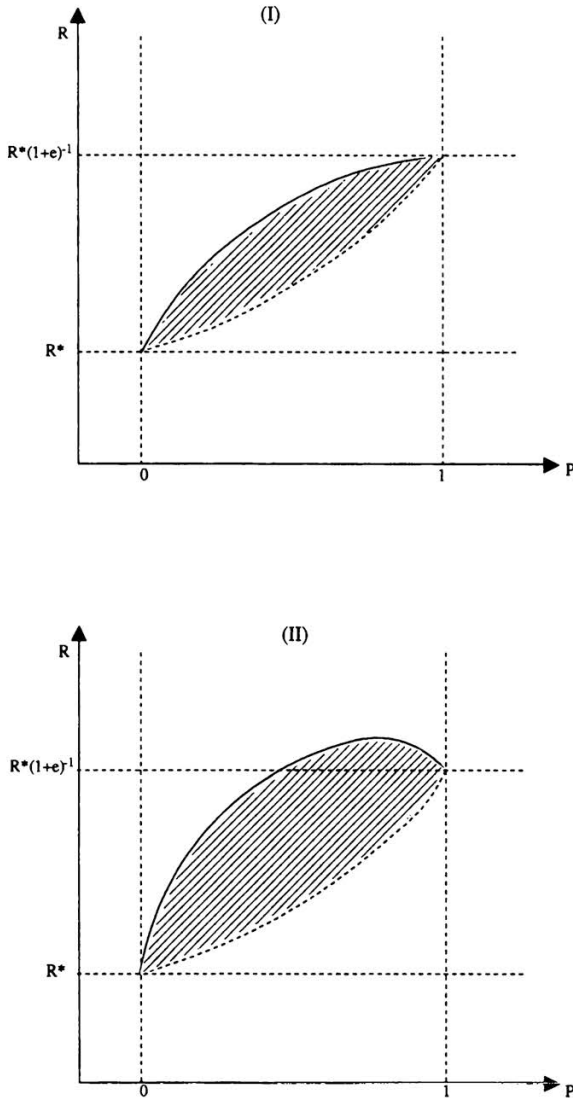 (I)
R
R*(1+e)⁻¹
R*
0 1 p
(II)
R
R*(1+e)⁻¹
R*
0 1 p